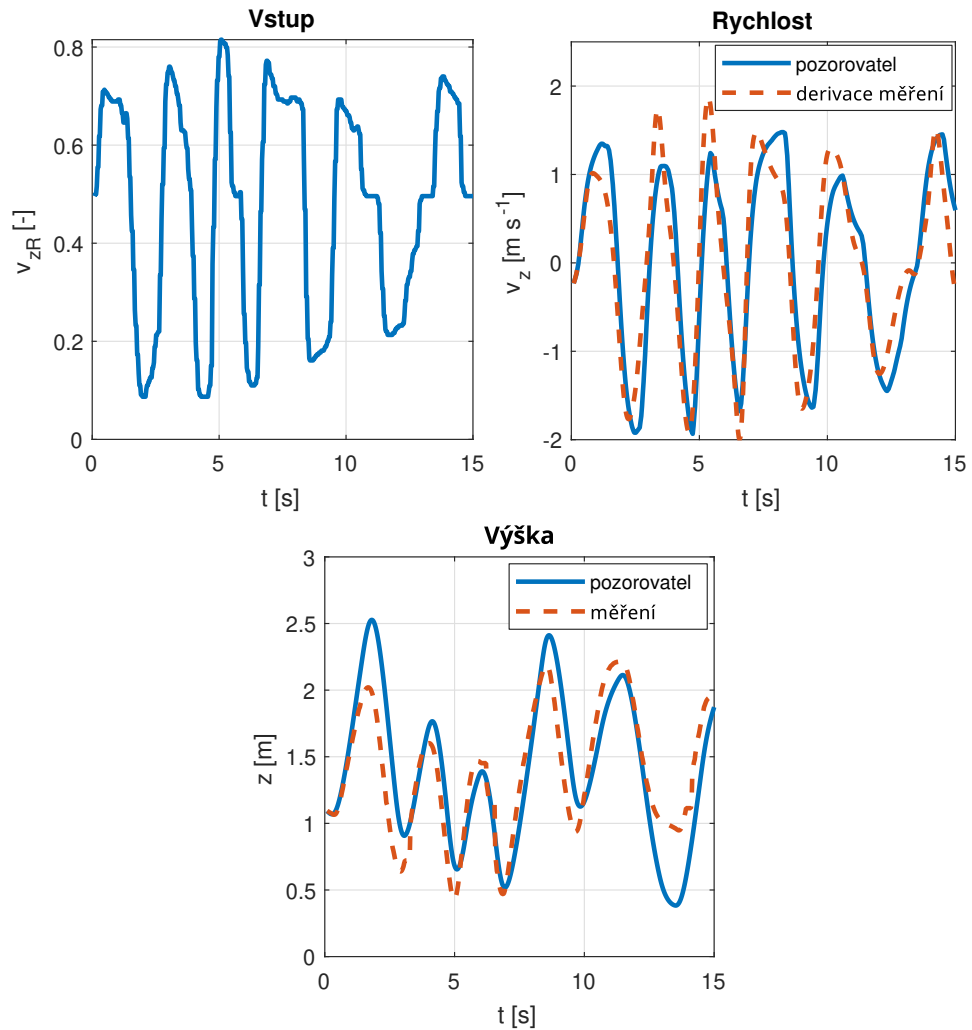 Vstup
v_zR [-]
0.8
0.6
0.4
0.2
0
0 5 10 15
t [s]
Rychlost
pozorovatel
derivace měření
v_z [m s^-1]
2
1
0
-1
-2
0 5 10 15
t [s]
Výška
pozorovatel
měření
z [m]
3
2.5
2
1.5
1
0.5
0
0 5 10 15
t [s]